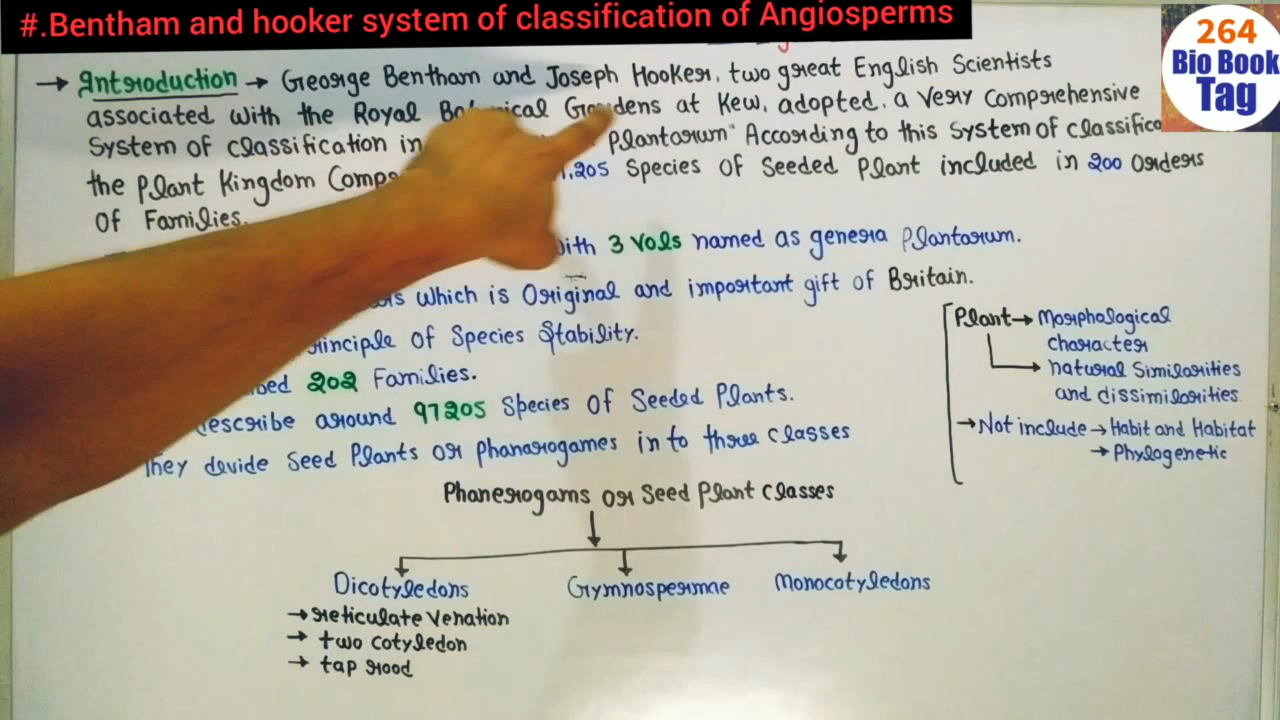 #.Bentham and hooker system of classification of Angiosperms
264
Bio Book
Tag
→ Introduction → George Bentham and Joseph Hooker, two great English Scientists
associated with the Royal Botanical Gardens at Kew, adopted, a very comprehensive
System of classification in Plantarum" According to this System of classifica
the Plant Kingdom Comp 205 Species Of Seeded Plant included in 200 Orders
Of Families.
with 3 Vols named as genera Plantarum.
which is Original and important gift of Britain.
rinciple of Species Stability.
bed 202 Families.
escribe around 97205 Species Of Seeded Plants.
They devide Seed Plants or phanarogames in to three classes
Plant → Morphological
character
→ natural Similarities
and dissimilarities.
→ Not include → Habit and Habitat
→ Phylogenetic
Phanerogams or Seed Plant Classes
Dicotyledons Gymnospermae Monocotyledons
→ reticulate venation
→ two cotyledon
→ tap rood